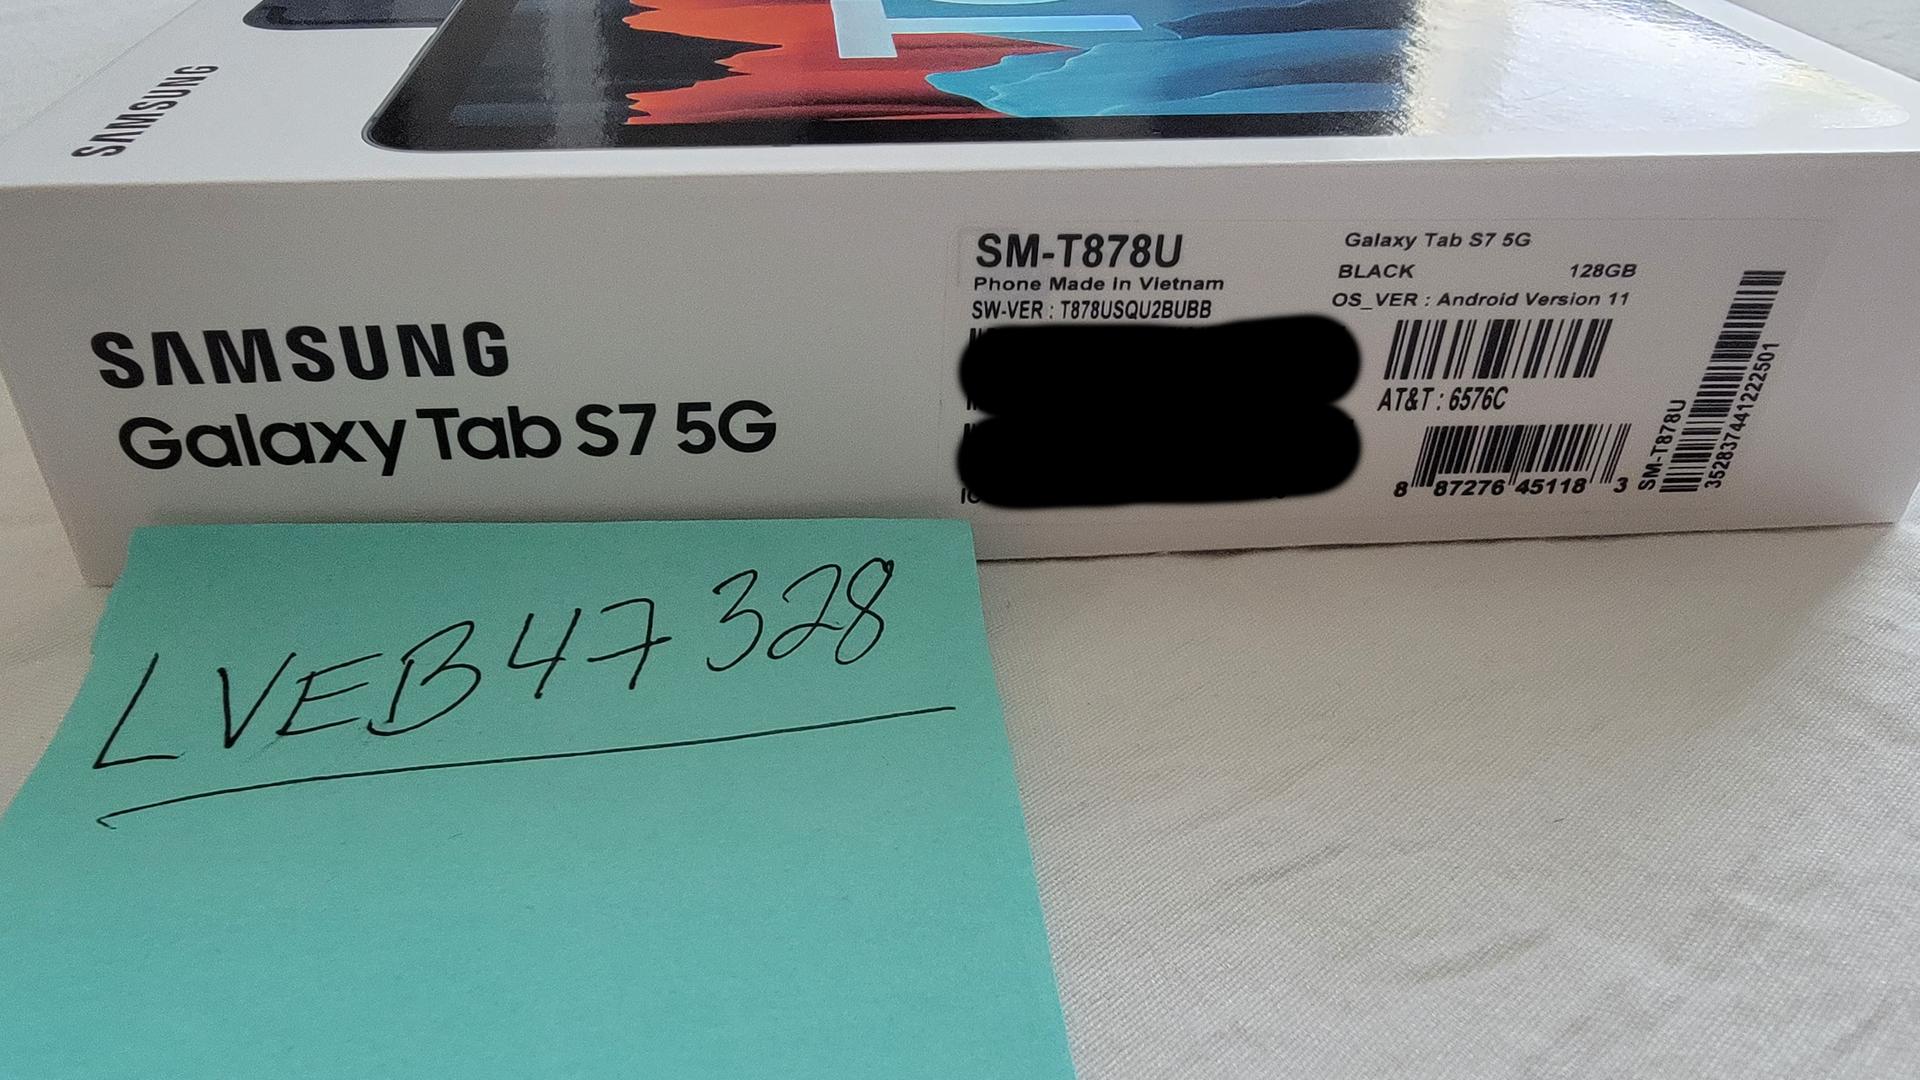 SAMSUNG
SAMSUNG
Galaxy Tab S7 5G
SM-T878U
Phone Made in Vietnam
SW-VER : T878USQU2BUBB
Galaxy Tab S7 5G
BLACK 128GB
OS_VER : Android Version 11
AT&T : 6576C
8 87276 45118 3
SM-T878U
352837441222501
LVEB47328